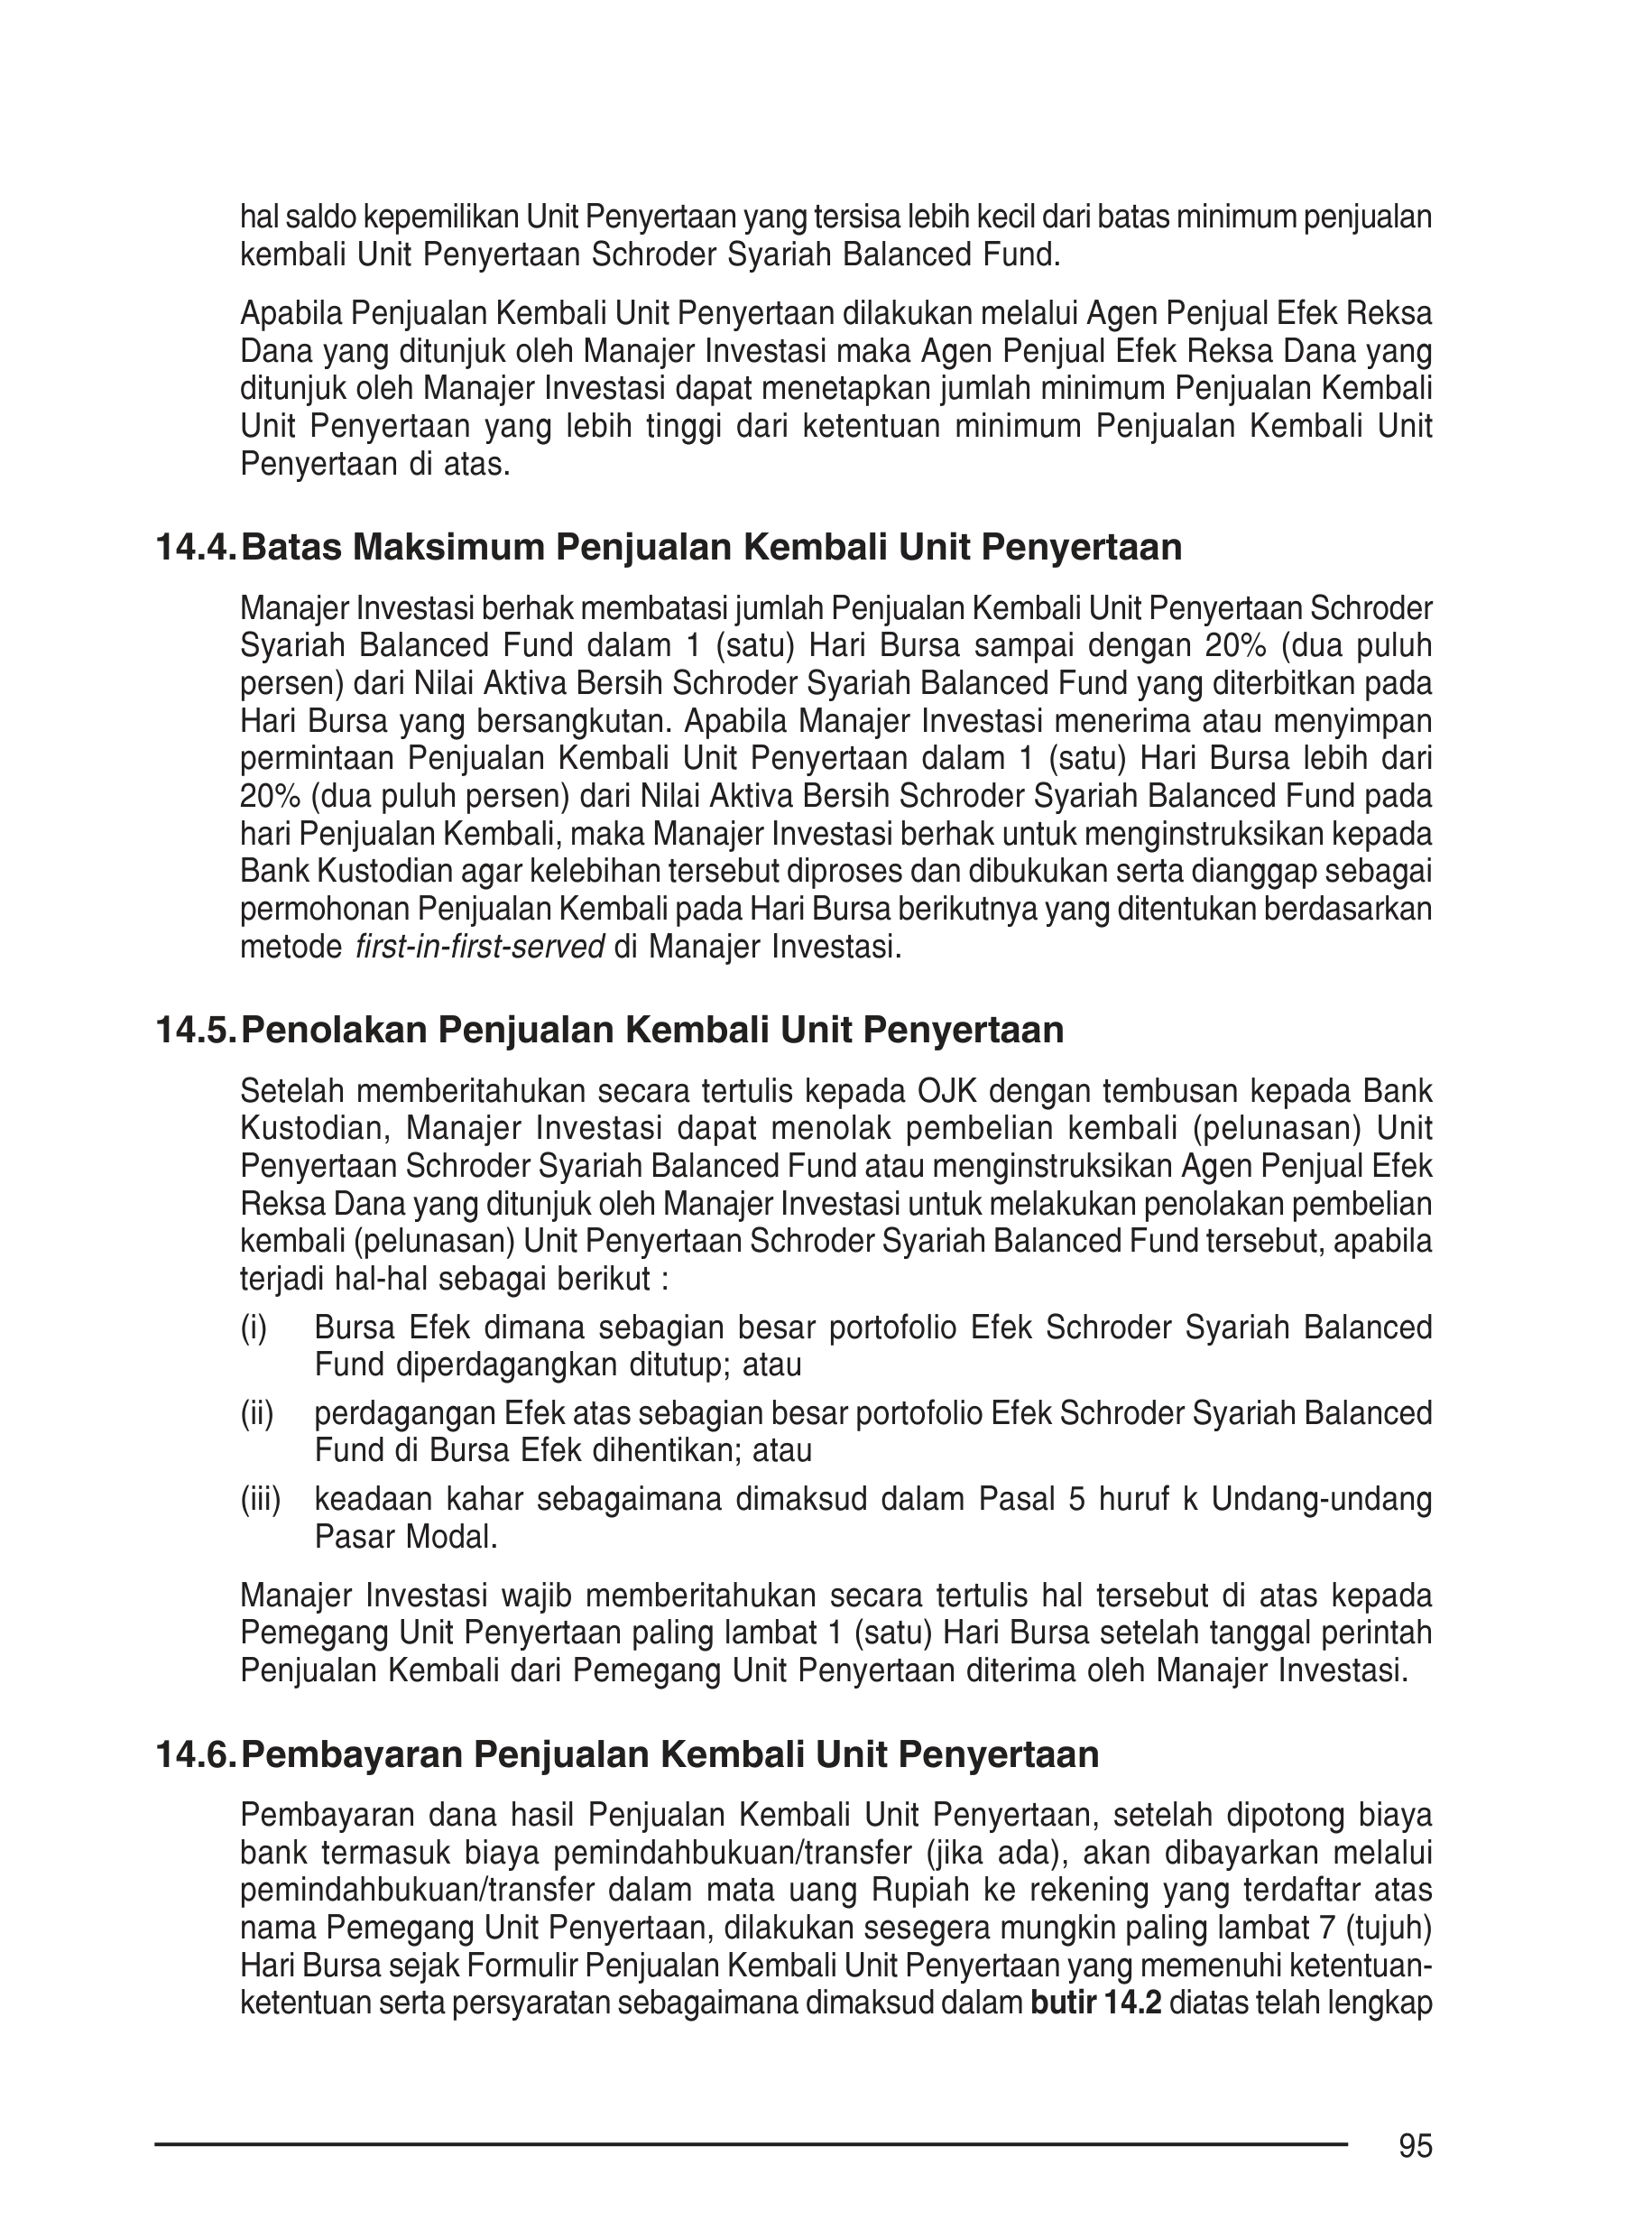 hal saldo kepemilikan Unit Penyertaan yang tersisa lebih kecil dari batas minimum penjualan
kembali Unit Penyertaan Schroder Syariah Balanced Fund.
Apabila Penjualan Kembali Unit Penyertaan dilakukan melalui Agen Penjual Efek Reksa
Dana yang ditunjuk oleh Manajer Investasi maka Agen Penjual Efek Reksa Dana yang
ditunjuk oleh Manajer Investasi dapat menetapkan jumlah minimum Penjualan Kembali
Unit Penyertaan yang lebih tinggi dari ketentuan minimum Penjualan Kembali Unit
Penyertaan di atas.
14.4. Batas Maksimum Penjualan Kembali Unit Penyertaan
Manajer Investasi berhak membatasi jumlah Penjualan Kembali Unit Penyertaan Schroder
Syariah Balanced Fund dalam 1 (satu) Hari Bursa sampai dengan 20% (dua puluh
persen) dari Nilai Aktiva Bersih Schroder Syariah Balanced Fund yang diterbitkan pada
Hari Bursa yang bersangkutan. Apabila Manajer Investasi menerima atau menyimpan
permintaan Penjualan Kembali Unit Penyertaan dalam 1 (satu) Hari Bursa lebih dari
20% (dua puluh persen) dari Nilai Aktiva Bersih Schroder Syariah Balanced Fund pada
hari Penjualan Kembali, maka Manajer Investasi berhak untuk menginstruksikan kepada
Bank Kustodian agar kelebihan tersebut diproses dan dibukukan serta dianggap sebagai
permohonan Penjualan Kembali pada Hari Bursa berikutnya yang ditentukan berdasarkan
metode first-in-first-served di Manajer Investasi.
14.5. Penolakan Penjualan Kembali Unit Penyertaan
Setelah memberitahukan secara tertulis kepada OJK dengan tembusan kepada Bank
Kustodian, Manajer Investasi dapat menolak pembelian kembali (pelunasan) Unit
Penyertaan Schroder Syariah Balanced Fund atau menginstruksikan Agen Penjual Efek
Reksa Dana yang ditunjuk oleh Manajer Investasi untuk melakukan penolakan pembelian
kembali (pelunasan) Unit Penyertaan Schroder Syariah Balanced Fund tersebut, apabila
terjadi hal-hal sebagai berikut :
(i) Bursa Efek dimana sebagian besar portofolio Efek Schroder Syariah Balanced
Fund diperdagangkan ditutup; atau
(ii) perdagangan Efek atas sebagian besar portofolio Efek Schroder Syariah Balanced
Fund di Bursa Efek dihentikan; atau
(iii) keadaan kahar sebagaimana dimaksud dalam Pasal 5 huruf k Undang-undang
Pasar Modal.
Manajer Investasi wajib memberitahukan secara tertulis hal tersebut di atas kepada
Pemegang Unit Penyertaan paling lambat 1 (satu) Hari Bursa setelah tanggal perintah
Penjualan Kembali dari Pemegang Unit Penyertaan diterima oleh Manajer Investasi.
14.6. Pembayaran Penjualan Kembali Unit Penyertaan
Pembayaran dana hasil Penjualan Kembali Unit Penyertaan, setelah dipotong biaya
bank termasuk biaya pemindahbukuan/transfer (jika ada), akan dibayarkan melalui
pemindahbukuan/transfer dalam mata uang Rupiah ke rekening yang terdaftar atas
nama Pemegang Unit Penyertaan, dilakukan sesegera mungkin paling lambat 7 (tujuh)
Hari Bursa sejak Formulir Penjualan Kembali Unit Penyertaan yang memenuhi ketentuan-
ketentuan serta persyaratan sebagaimana dimaksud dalam butir 14.2 diatas telah lengkap
95